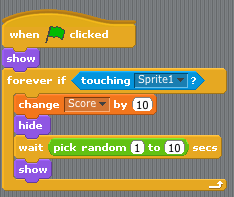 when clicked
show
forever if touching Sprite1 ?
change Score by 10
hide
wait pick random 1 to 10 secs
show